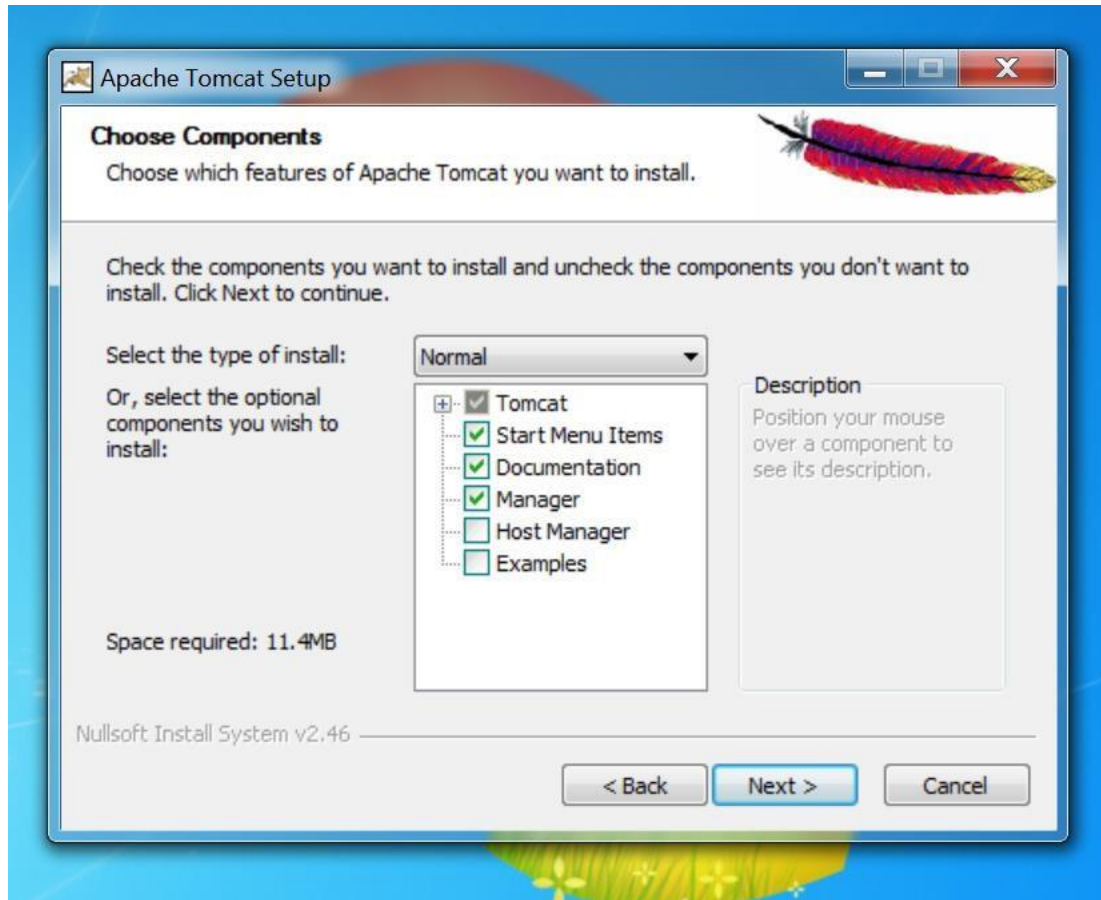 Apache Tomcat Setup
Choose Components
Choose which features of Apache Tomcat you want to install.
Check the components you want to install and uncheck the components you don't want to
install. Click Next to continue.
Select the type of install:
Normal
Or, select the optional
components you wish to
install:
Tomcat
Start Menu Items
Documentation
Manager
Host Manager
Examples
Description
Position your mouse
over a component to
see its description.
Space required: 11.4MB
Nullsoft Install System v2.46
< Back
Next >
Cancel